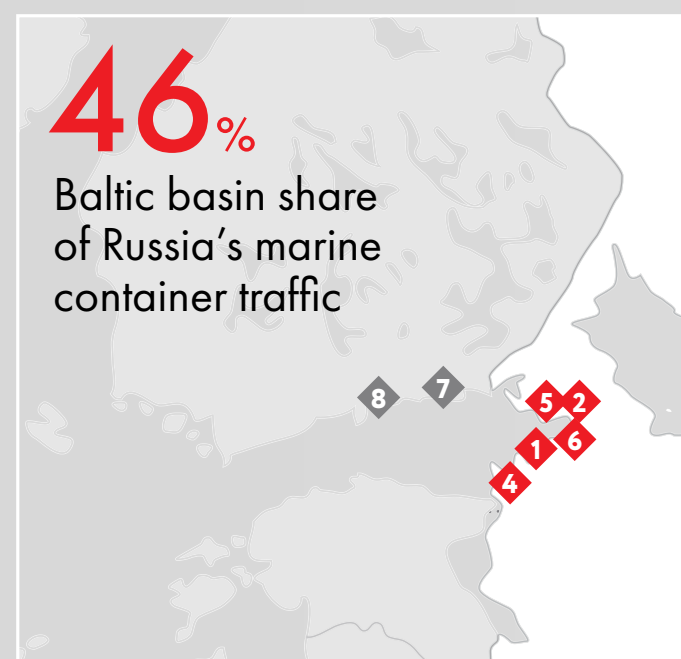 46%
Baltic basin share
of Russia’s marine
container traffic
8
7
5 2
1 6
4